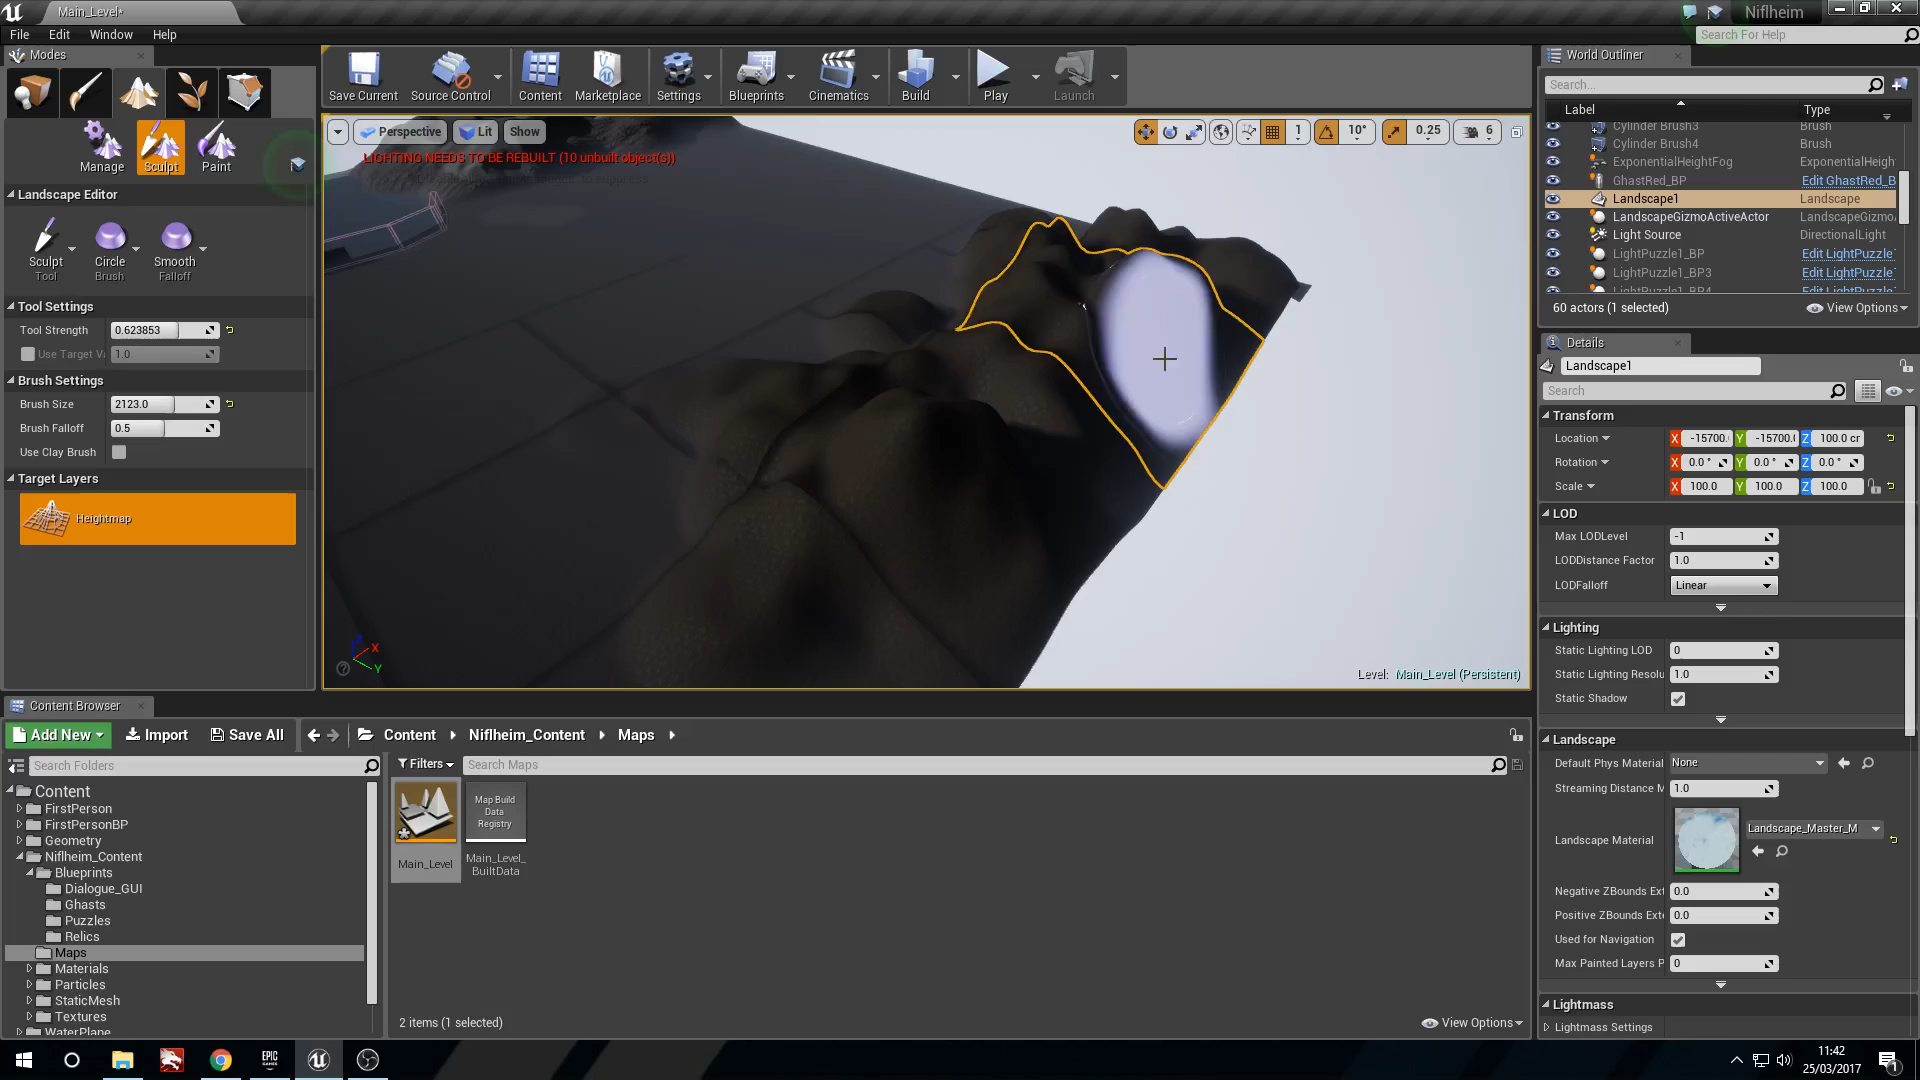 Main_Level*
Niflheim
File Edit Window Help
Search For Help
Modes
Manage Sculpt Paint
Landscape Editor
Sculpt Circle Smooth
Tool Brush Falloff
Tool Settings
Tool Strength 0.623853
Use Target Va 1.0
Brush Settings
Brush Size 2123.0
Brush Falloff 0.5
Use Clay Brush
Target Layers
Heightmap
Save Current Source Control Content Marketplace Settings Blueprints Cinematics Build Play Launch
Perspective Lit Show
1 10° 0.25 6
LIGHTING NEEDS TO BE REBUILT (10 unbuilt object(s))
X
Y
Level: Main_Level (Persistent)
World Outliner
Search...
Label Type
Cylinder Brush3 Brush
Cylinder Brush4 Brush
ExponentialHeightFog ExponentialHeigh
GhastRed_BP Edit GhastRed_B
Landscape1 Landscape
LandscapeGizmoActiveActor LandscapeGizmo
Light Source DirectionalLight
LightPuzzle1_BP Edit LightPuzzle
LightPuzzle1_BP3 Edit LightPuzzle
LightPuzzle1_BP4 Edit LightPuzzle
60 actors (1 selected) View Options
Details
Landscape1
Search
Transform
Location X -15700. Y -15700. Z 100.0 cr
Rotation X 0.0 ° Y 0.0 ° Z 0.0 °
Scale X 100.0 Y 100.0 Z 100.0
LOD
Max LODLevel -1
LODDistance Factor 1.0
LODFalloff Linear
Lighting
Static Lighting LOD 0
Static Lighting Resolu 1.0
Static Shadow
Landscape
Default Phys Material None
Streaming Distance M 1.0
Landscape Material Landscape_Master_M
Negative ZBounds Ext 0.0
Positive ZBounds Exte 0.0
Used for Navigation
Max Painted Layers P 0
Lightmass
Lightmass Settings
Content Browser
Add New Import Save All Content Niflheim_Content Maps
Search Folders
Filters Search Maps
Content
FirstPerson
FirstPersonBP
Geometry
Niflheim_Content
Blueprints
Dialogue_GUI
Ghasts
Puzzles
Relics
Maps
Materials
Particles
StaticMesh
Textures
WaterPlane
Map Build
Data
Registry
Main_Level
Main_Level_
BuiltData
2 items (1 selected) View Options
EPIC
GAMES
11:42
25/03/2017
1